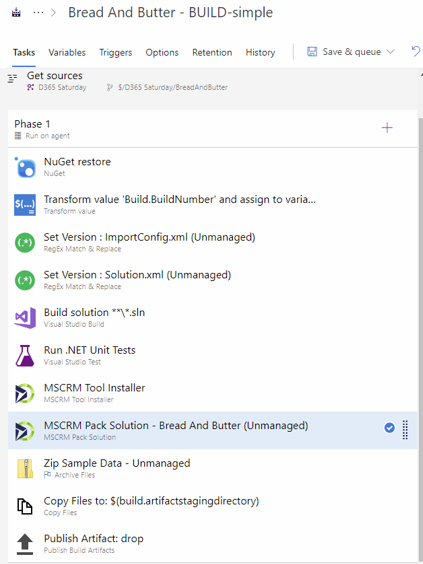 ··· > Bread And Butter - BUILD-simple
Tasks Variables Triggers Options Retention History Save & queue
Get sources
D365 Saturday $/D365 Saturday/BreadAndButter
Phase 1
Run on agent
NuGet restore
NuGet
$(...) Transform value 'Build.BuildNumber' and assign to varia...
Transform value
(.*) Set Version : ImportConfig.xml (Unmanaged)
RegEx Match & Replace
(.*) Set Version : Solution.xml (Unmanaged)
RegEx Match & Replace
Build solution **\*.sln
Visual Studio Build
Run .NET Unit Tests
Visual Studio Test
MSCRM Tool Installer
MSCRM Tool Installer
MSCRM Pack Solution - Bread And Butter (Unmanaged)
MSCRM Pack Solution
Zip Sample Data - Unmanaged
Archive Files
Copy Files to: $(build.artifactstagingdirectory)
Copy Files
Publish Artifact: drop
Publish Build Artifacts